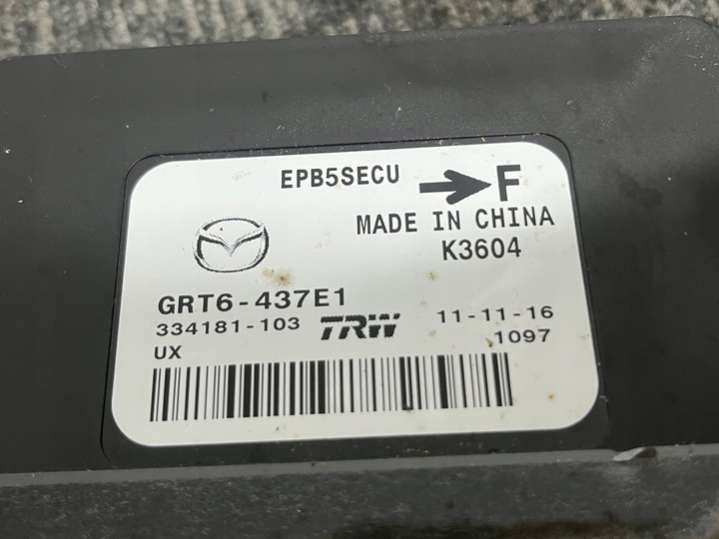 EPB5SECU → F
MADE IN CHINA
K3604
GRT6-437E1
334181-103 TRW 11-11-16
UX 1097